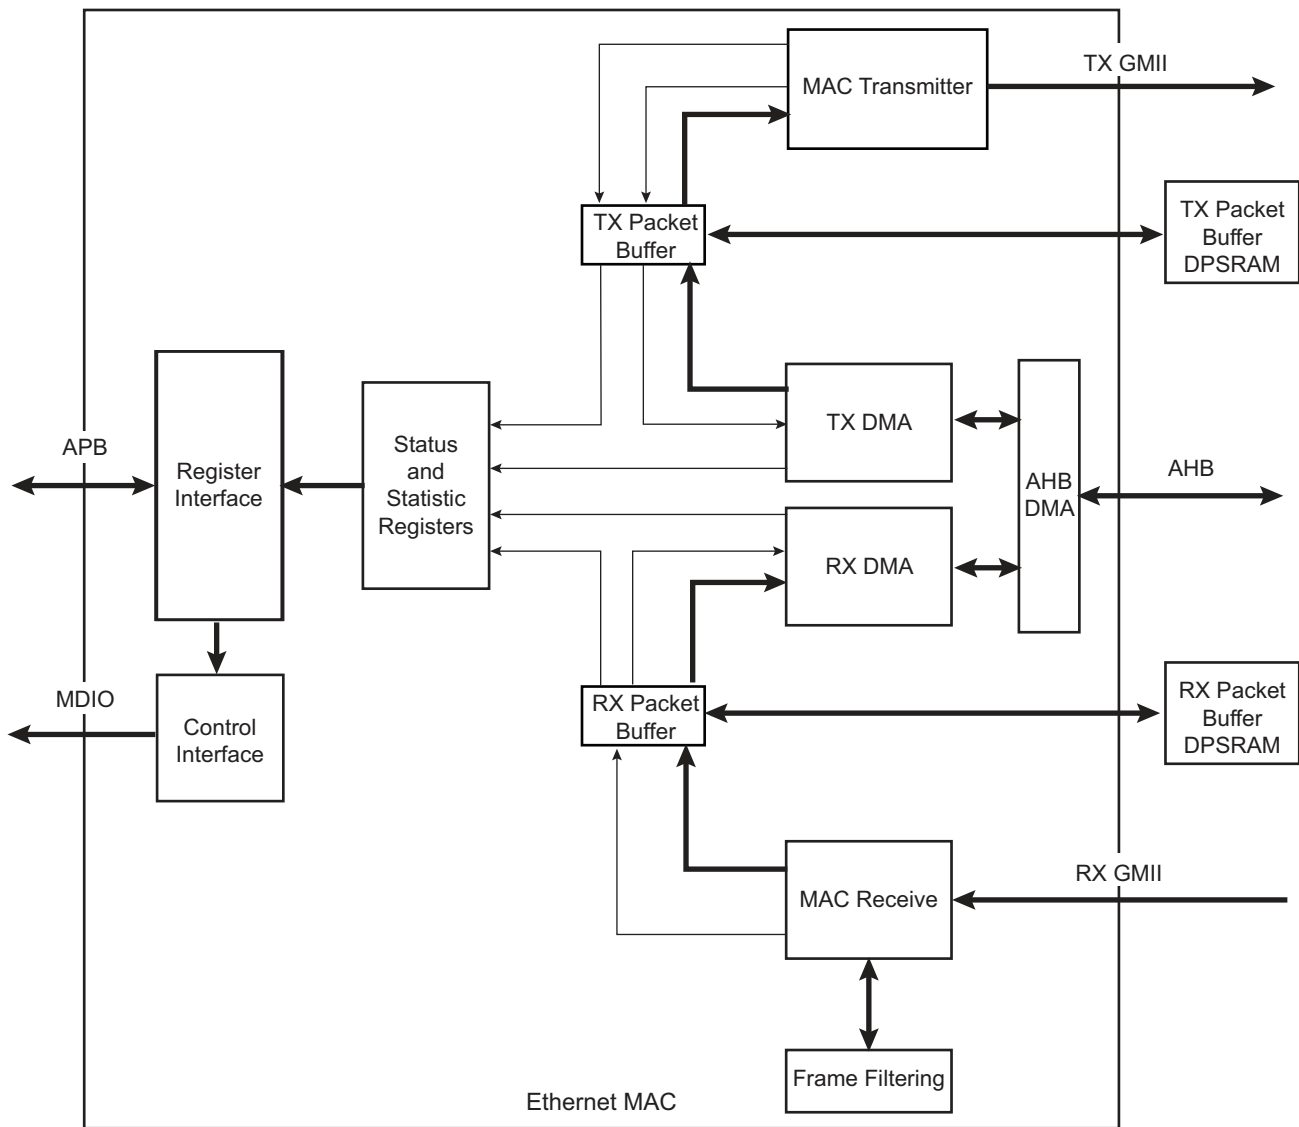 MAC Transmitter
TX GMII
TX Packet
Buffer
TX Packet
Buffer
DPSRAM
APB
Register
Interface
Status
and
Statistic
Registers
TX DMA
RX DMA
AHB
DMA
AHB
MDIO
Control
Interface
RX Packet
Buffer
RX Packet
Buffer
DPSRAM
MAC Receive
RX GMII
Frame Filtering
Ethernet MAC